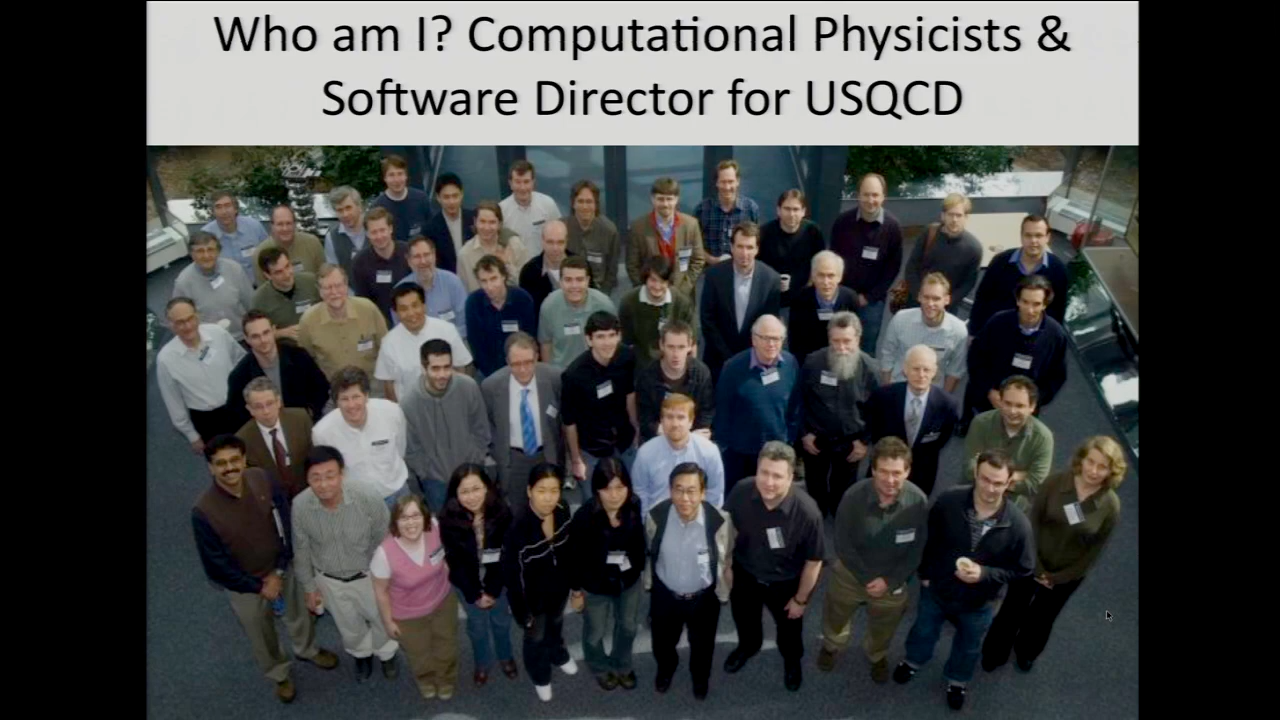 Who am I? Computational Physicists &
Software Director for USQCD